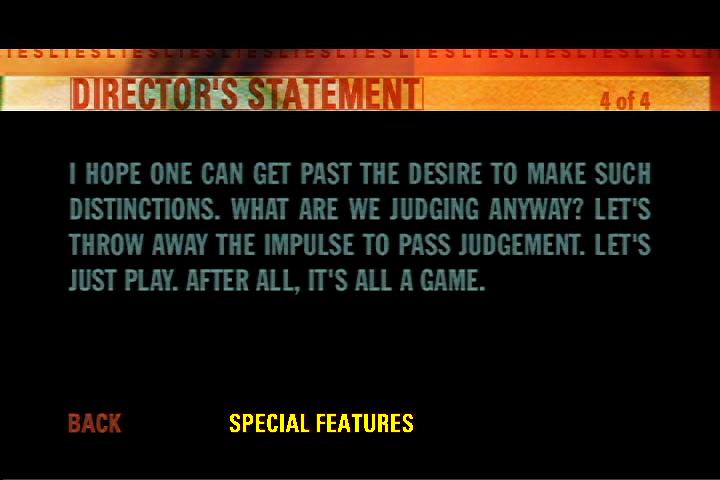 LIESLIESLIESLIESLIESLIESLIESLIESLIESLIESLIES
DIRECTOR'S STATEMENT
4 of 4
I HOPE ONE CAN GET PAST THE DESIRE TO MAKE SUCH
DISTINCTIONS. WHAT ARE WE JUDGING ANYWAY? LET'S
THROW AWAY THE IMPULSE TO PASS JUDGEMENT. LET'S
JUST PLAY. AFTER ALL, IT'S ALL A GAME.
BACK
SPECIAL FEATURES